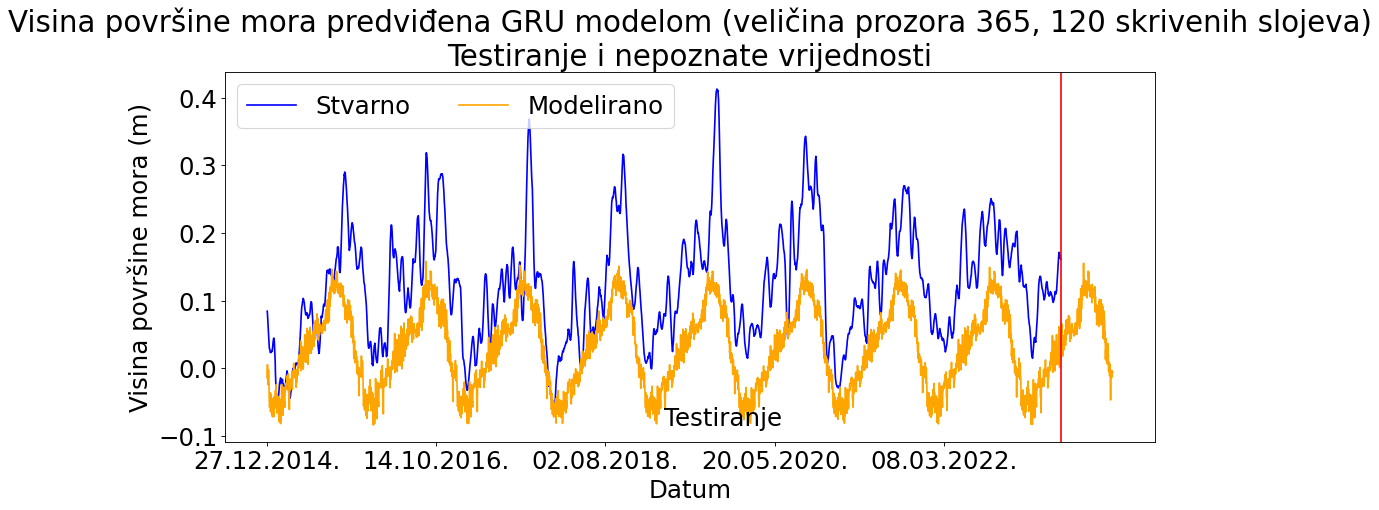 Visina površine mora predviđena GRU modelom (veličina prozora 365, 120 skrivenih slojeva)
Testiranje i nepoznate vrijednosti
Stvarno Modelirano
Visina površine mora (m)
0.4
0.3
0.2
0.1
0.0
−0.1
Testiranje
27.12.2014. 14.10.2016. 02.08.2018. 20.05.2020. 08.03.2022.
Datum